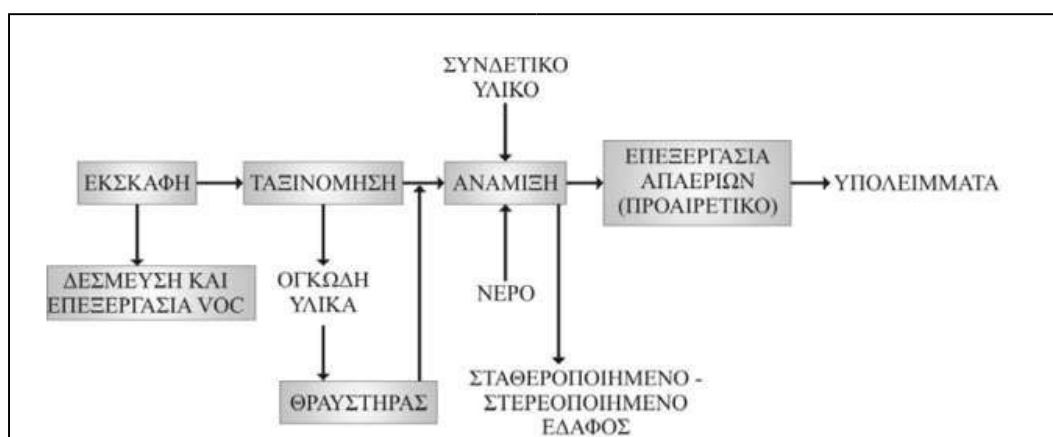 ΣΥΝΔΕΤΙΚΟ
ΥΛΙΚΟ
ΕΚΣΚΑΦΗ
ΤΑΞΙΝΟΜΗΣΗ
ΑΝΑΜΙΞΗ
ΕΠΕΞΕΡΓΑΣΙΑ
ΑΠΑΕΡΙΩΝ
(ΠΡΟΑΙΡΕΤΙΚΟ)
ΥΠΟΛΕΙΜΜΑΤΑ
ΔΕΣΜΕΥΣΗ ΚΑΙ
ΕΠΕΞΕΡΓΑΣΙΑ VOC
ΟΓΚΩΔΗ
ΥΛΙΚΑ
ΝΕΡΟ
ΘΡΑΥΣΤΗΡΑΣ
ΣΤΑΘΕΡΟΠΟΙΗΜΕΝΟ -
ΣΤΕΡΕΟΠΟΙΗΜΕΝΟ
ΕΔΑΦΟΣ